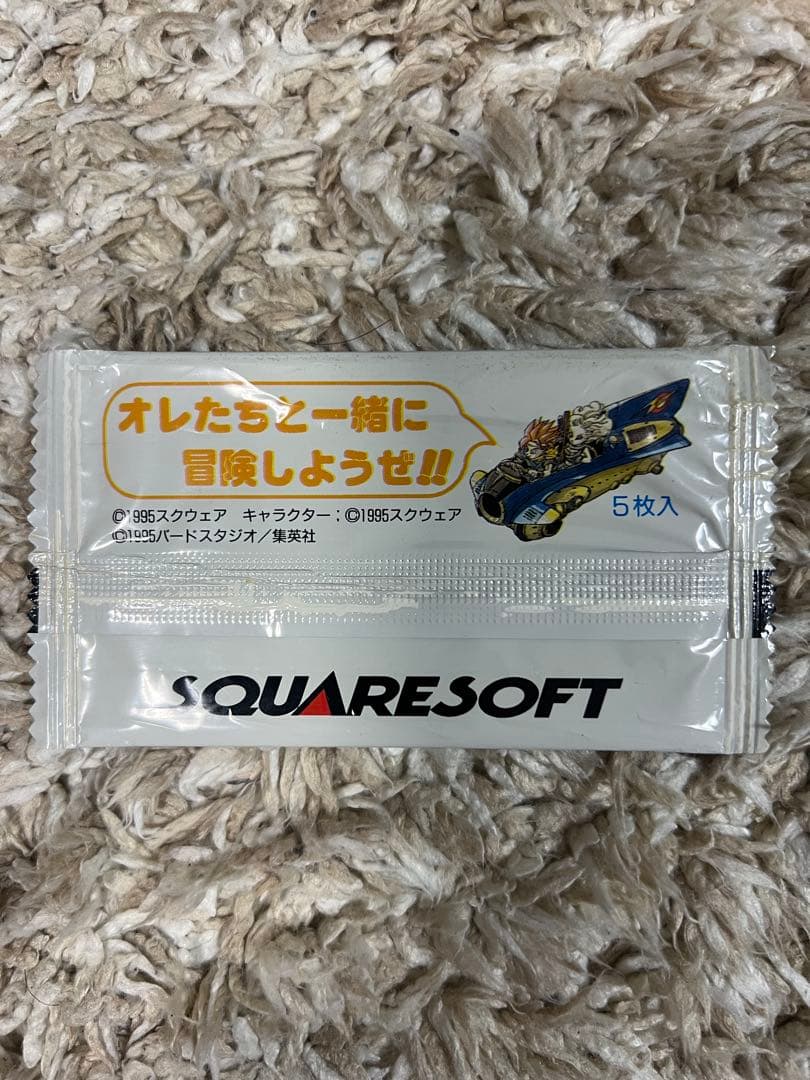 オレたちと一緒に
冒険しようぜ!!
©1995スクウェア キャラクター；©1995スクウェア
©1995バードスタジオ／集英社
5枚入
SQUARESOFT